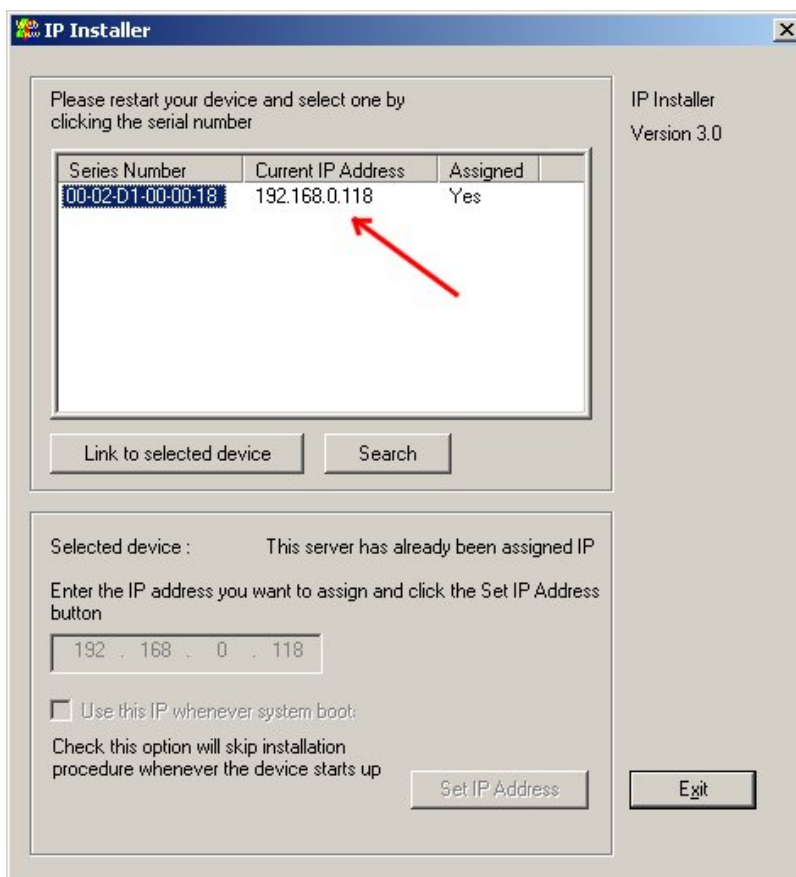 IP Installer
Please restart your device and select one by
clicking the serial number
IP Installer
Version 3.0
Series Number Current IP Address Assigned
00-02-D1-00-00-18 192.168.0.118 Yes
Link to selected device Search
Selected device : This server has already been assigned IP
Enter the IP address you want to assign and click the Set IP Address
button
192 . 168 . 0 . 118
Use this IP whenever system boot
Check this option will skip installation
procedure whenever the device starts up
Set IP Address
Exit